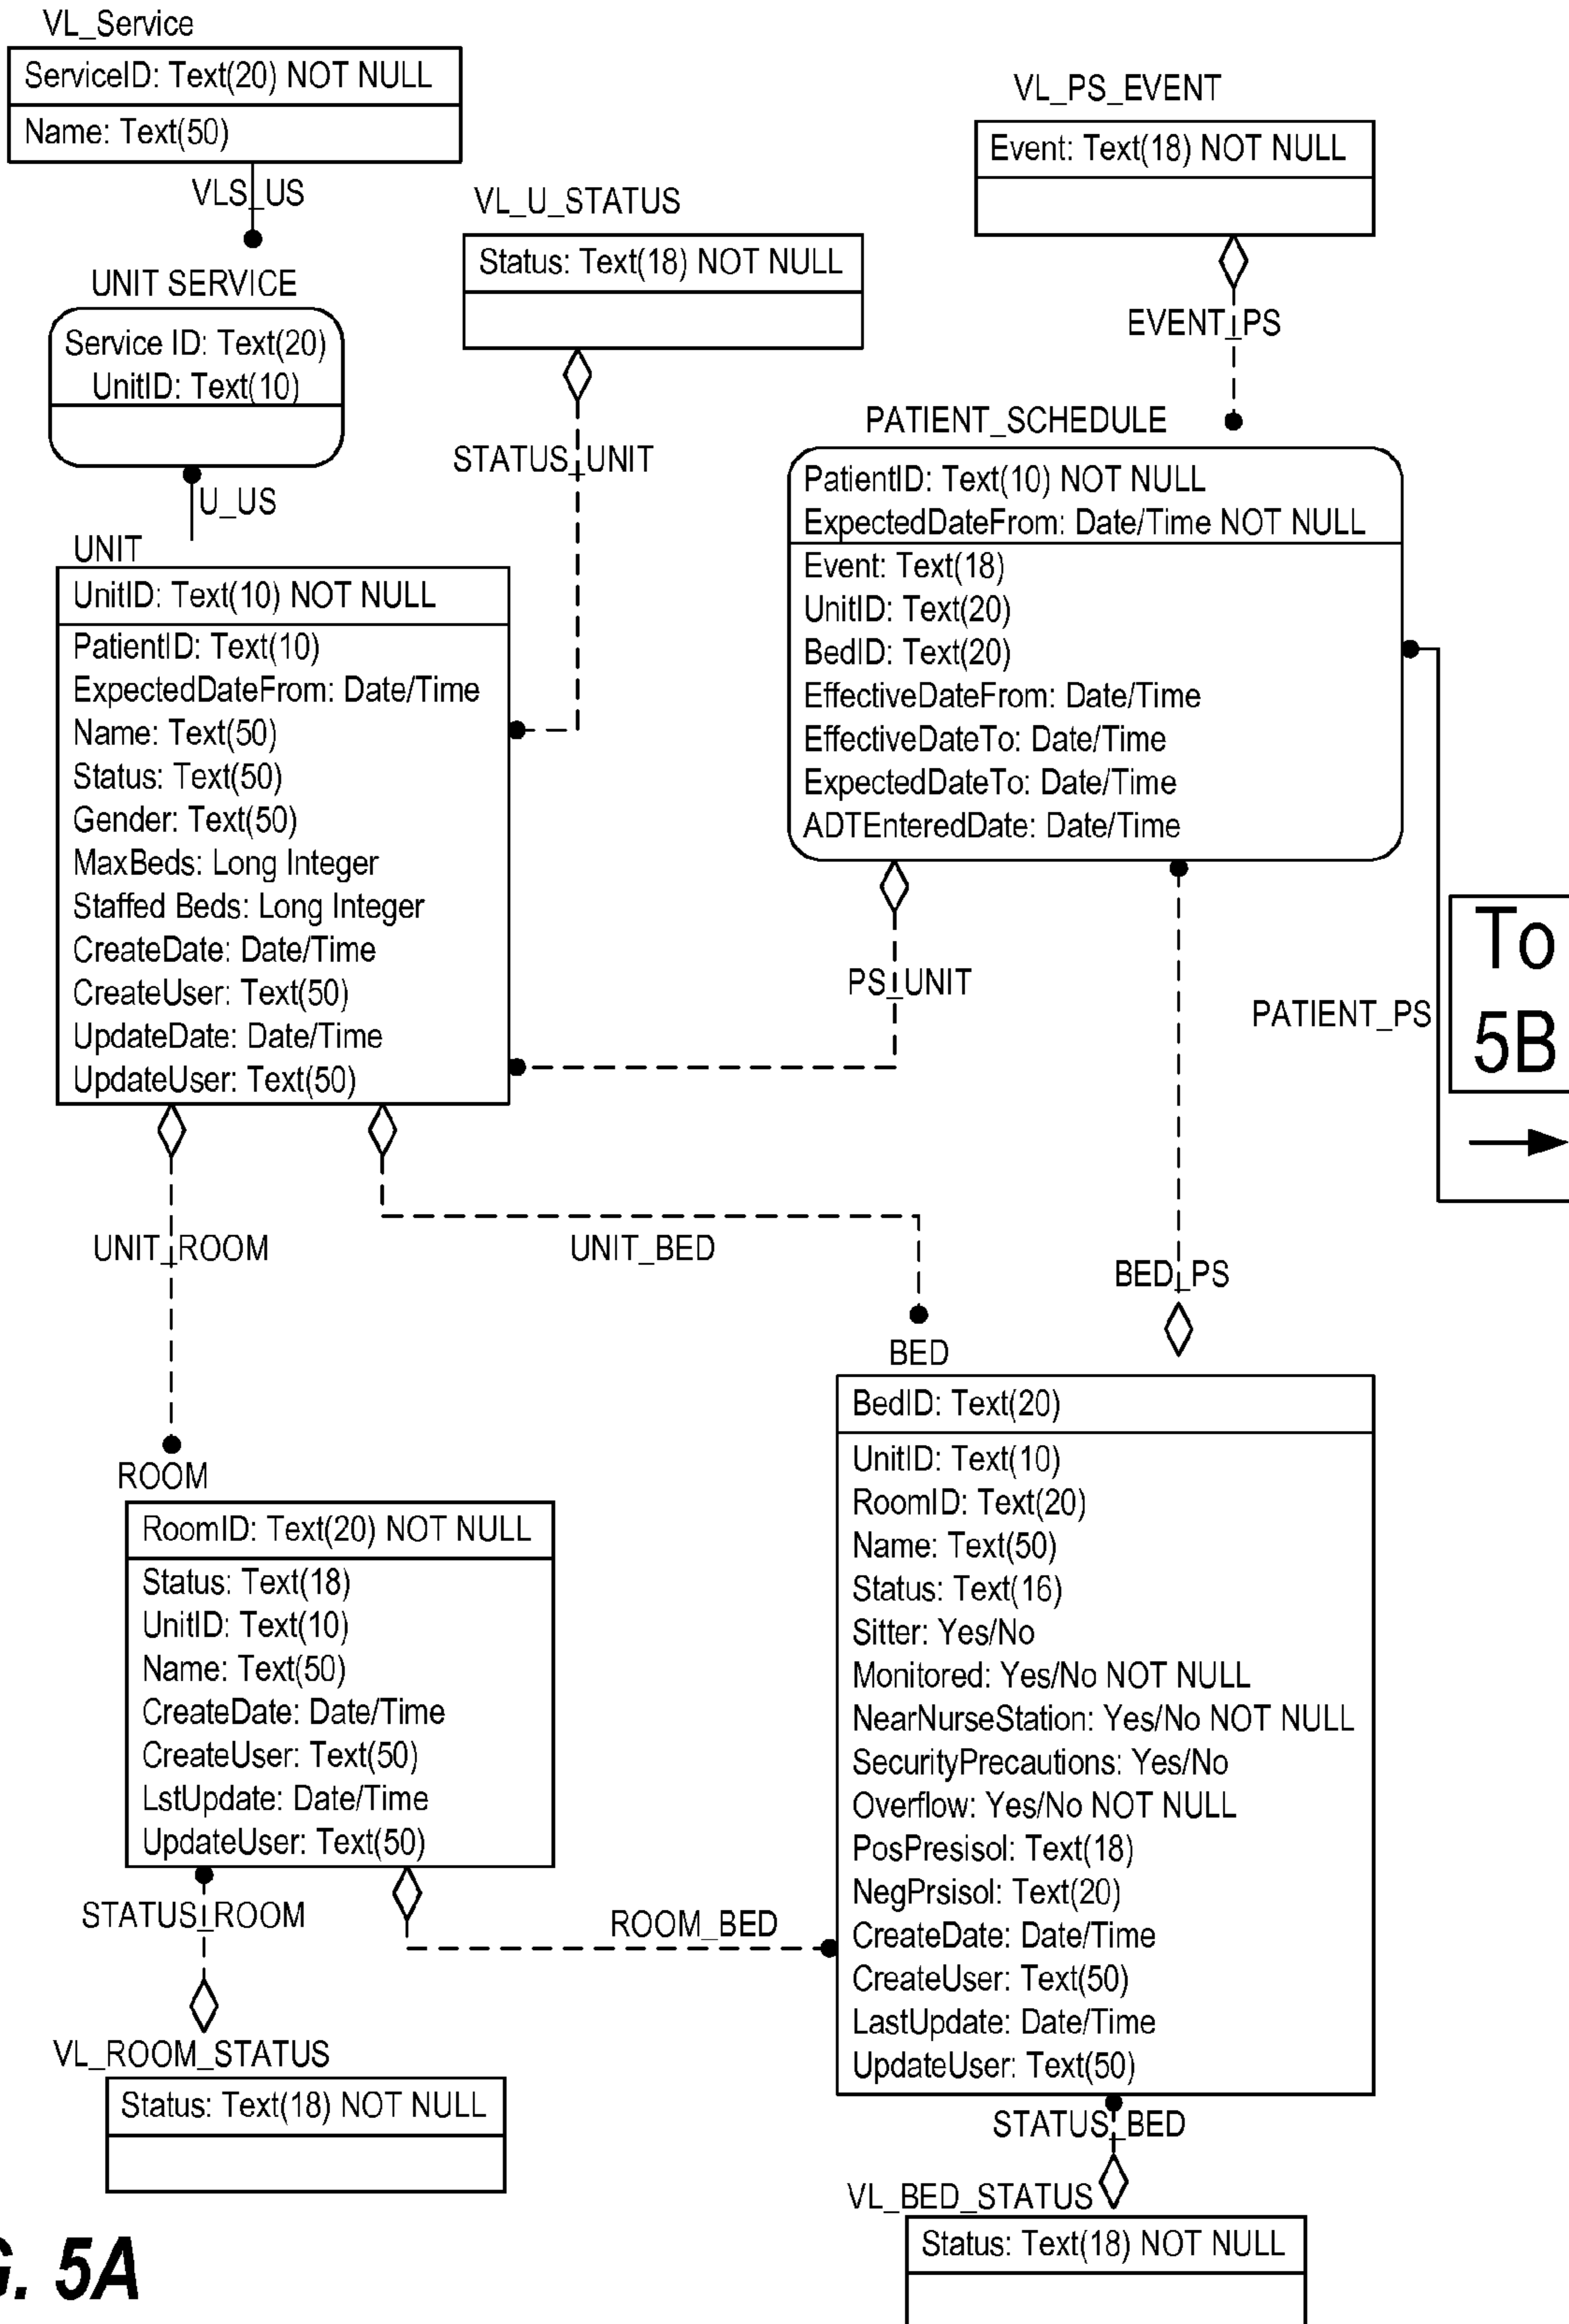 VL_Service
ServiceID: Text(20) NOT NULL
Name: Text(50)
VLS_US
UNIT SERVICE
Service ID: Text(20)
UnitID: Text(10)
U_US
VL_U_STATUS
Status: Text(18) NOT NULL
STATUS_UNIT
VL_PS_EVENT
Event: Text(18) NOT NULL
EVENT_PS
PATIENT_SCHEDULE
PatientID: Text(10) NOT NULL
ExpectedDateFrom: Date/Time NOT NULL
Event: Text(18)
UnitID: Text(20)
BedID: Text(20)
EffectiveDateFrom: Date/Time
EffectiveDateTo: Date/Time
ExpectedDateTo: Date/Time
ADTEnteredDate: Date/Time
UNIT
UnitID: Text(10) NOT NULL
PatientID: Text(10)
ExpectedDateFrom: Date/Time
Name: Text(50)
Status: Text(50)
Gender: Text(50)
MaxBeds: Long Integer
Staffed Beds: Long Integer
CreateDate: Date/Time
CreateUser: Text(50)
UpdateDate: Date/Time
UpdateUser: Text(50)
PS_UNIT
PATIENT_PS
To
5B
UNIT_ROOM
UNIT_BED
BED_PS
ROOM
RoomID: Text(20) NOT NULL
Status: Text(18)
UnitID: Text(10)
Name: Text(50)
CreateDate: Date/Time
CreateUser: Text(50)
LstUpdate: Date/Time
UpdateUser: Text(50)
BED
BedID: Text(20)
UnitID: Text(10)
RoomID: Text(20)
Name: Text(50)
Status: Text(16)
Sitter: Yes/No
Monitored: Yes/No NOT NULL
NearNurseStation: Yes/No NOT NULL
SecurityPrecautions: Yes/No
Overflow: Yes/No NOT NULL
PosPresisol: Text(18)
NegPrsisol: Text(20)
CreateDate: Date/Time
CreateUser: Text(50)
LastUpdate: Date/Time
UpdateUser: Text(50)
STATUS_ROOM
ROOM_BED
VL_ROOM_STATUS
Status: Text(18) NOT NULL
STATUS_BED
VL_BED_STATUS
Status: Text(18) NOT NULL
G. 5A